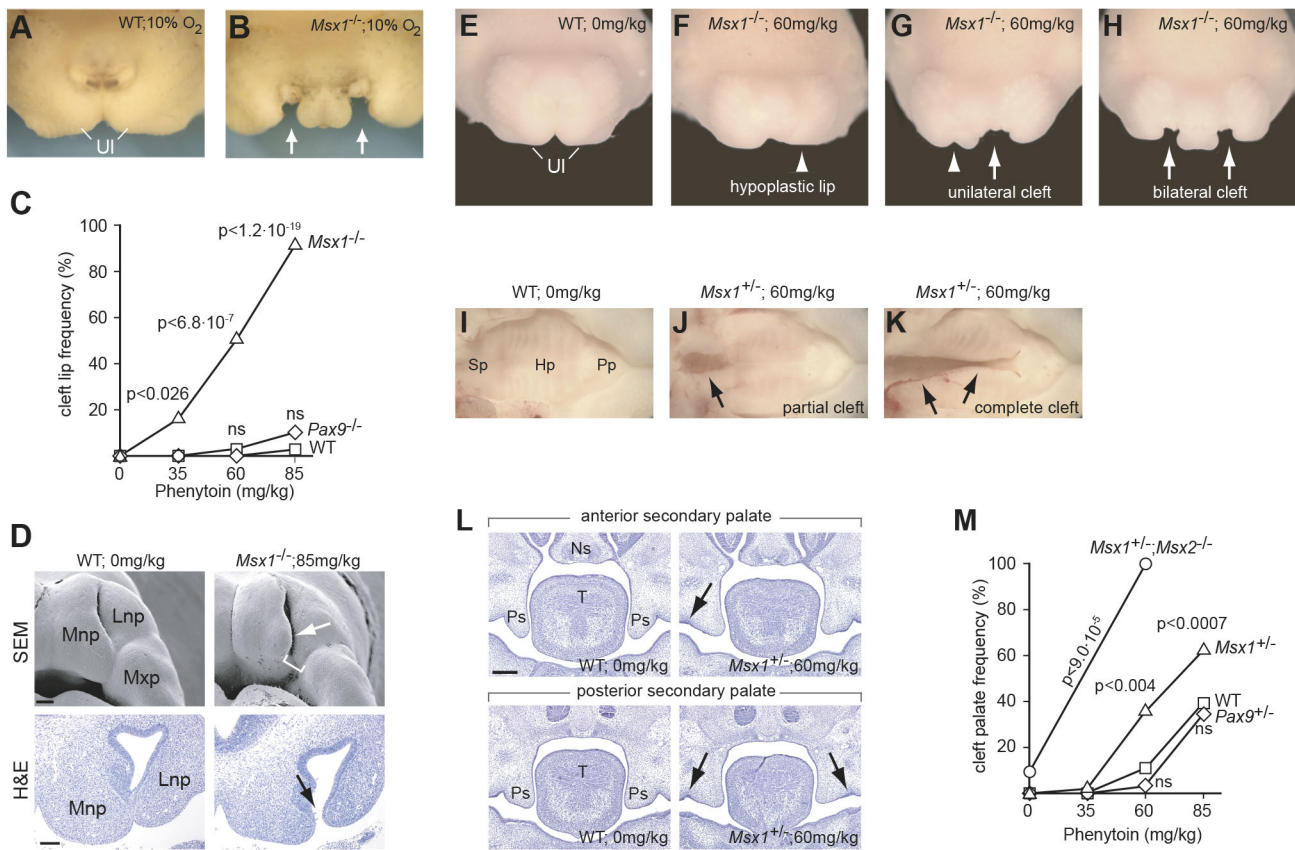 A
WT;10% O2
B
Msx1-/-;10% O2
Ul
C
cleft lip frequency (%)
100
80
60
40
20
p<1.2·10-19
Msx1-/-
p<6.8·10-7
p<0.026
ns
ns
Pax9-/-
WT
0 35 60 85
Phenytoin (mg/kg)
D
WT; 0mg/kg
Msx1-/-;85mg/kg
SEM
Mnp
Lnp
Mxp
H&E
Mnp
Lnp
E
WT; 0mg/kg
Ul
F
Msx1-/-; 60mg/kg
hypoplastic lip
G
Msx1-/-; 60mg/kg
unilateral cleft
H
Msx1-/-; 60mg/kg
bilateral cleft
WT; 0mg/kg
I
Sp
Hp
Pp
Msx1+/-; 60mg/kg
J
partial cleft
Msx1+/-; 60mg/kg
K
complete cleft
L
anterior secondary palate
Ns
T
Ps
Ps
WT; 0mg/kg
Msx1+/-;60mg/kg
posterior secondary palate
T
Ps
Ps
WT; 0mg/kg
Msx1+/-;60mg/kg
M
cleft palate frequency (%)
100
80
60
40
20
Msx1+/-;Msx2-/-
p<9.0·10-5
p<0.0007
Msx1+/-
p<0.004
WT
Pax9+/-
ns
ns
0 35 60 85
Phenytoin (mg/kg)